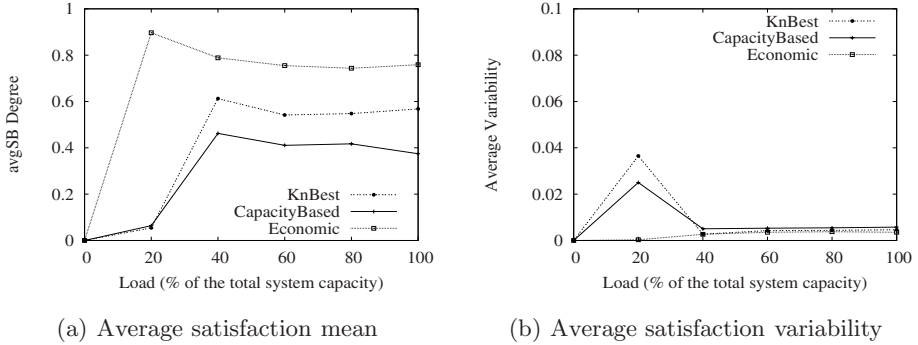 avgSB Degree
1
0.8
0.6
0.4
0.2
0
0 20 40 60 80 100
Load (% of the total system capacity)
KnBest
CapacityBased
Economic
(a) Average satisfaction mean
Average Variability
0.1
0.08
0.06
0.04
0.02
0
0 20 40 60 80 100
Load (% of the total system capacity)
KnBest
CapacityBased
Economic
(b) Average satisfaction variability